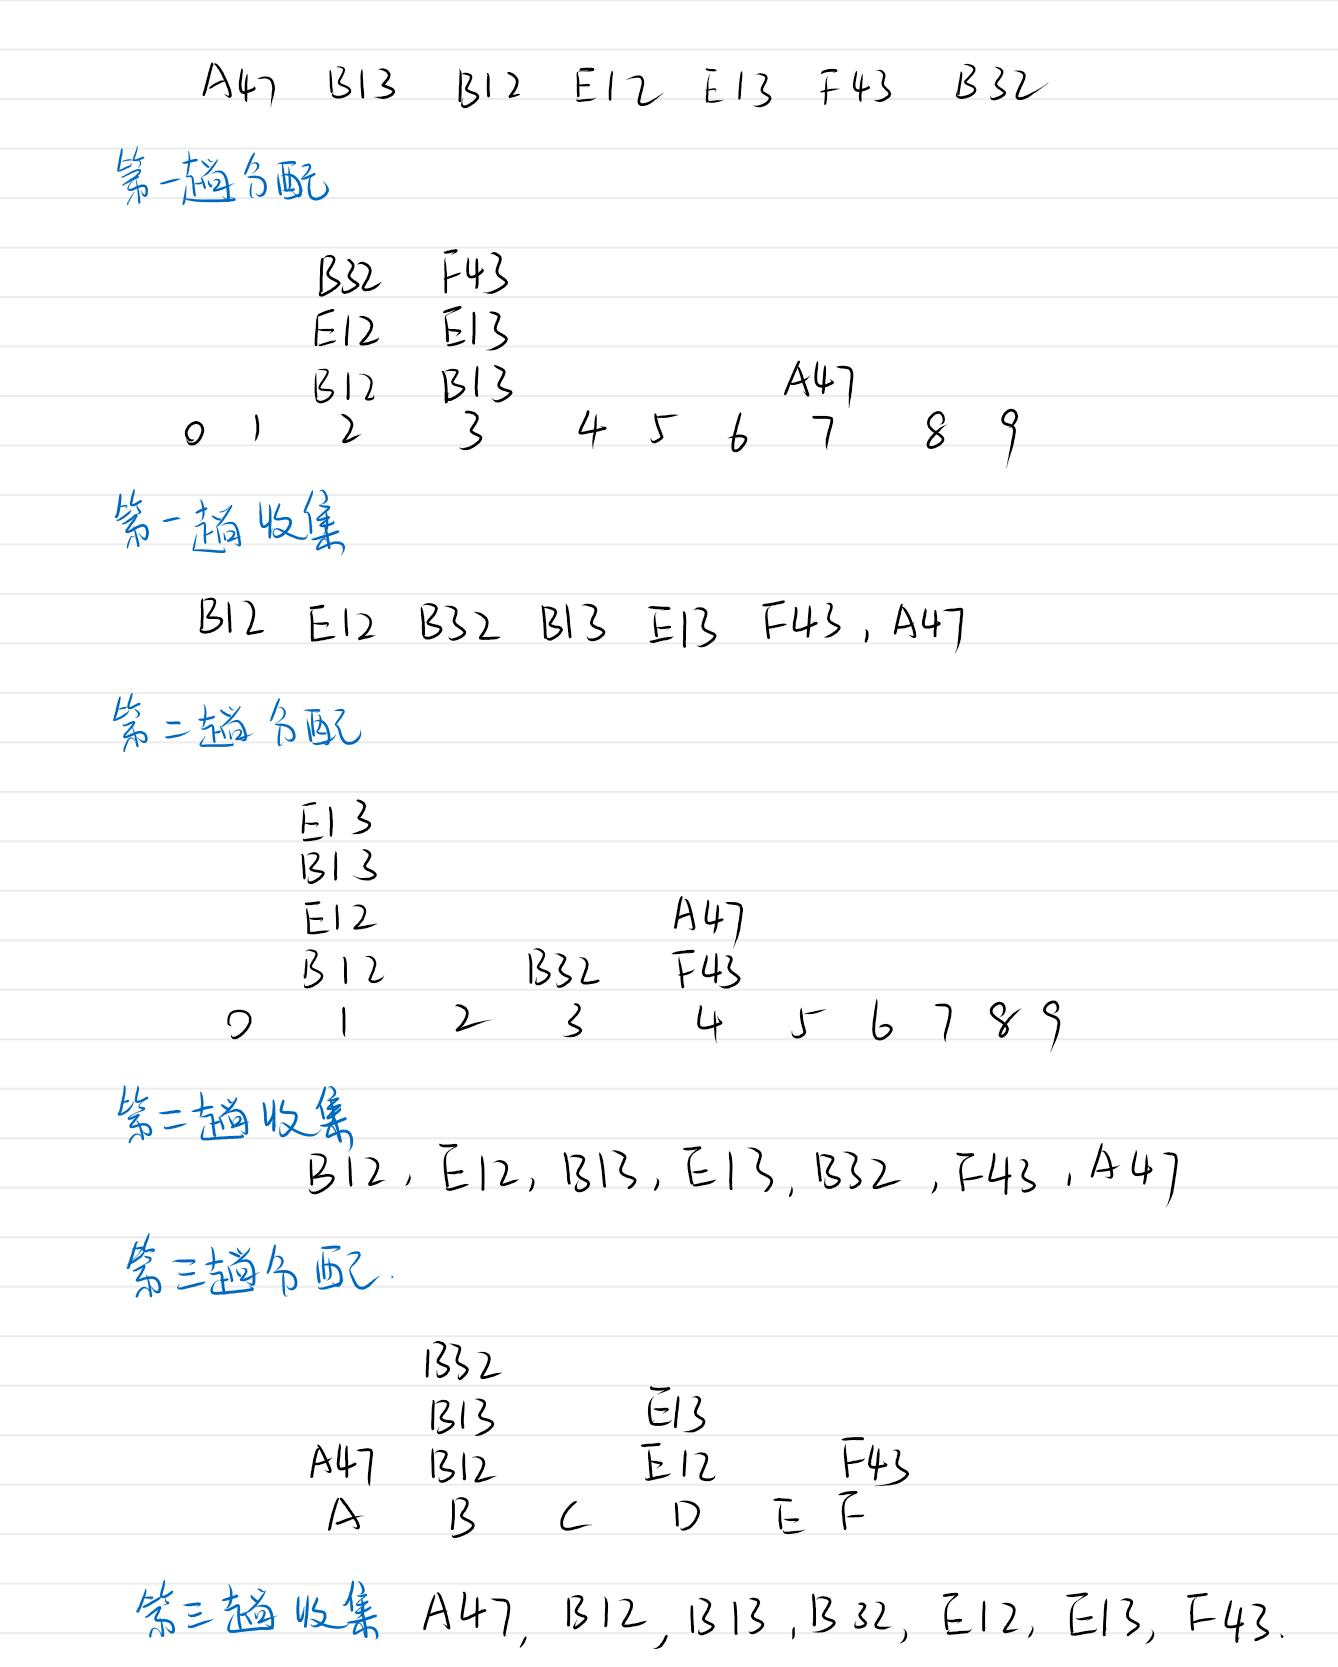 A47 B13 B12 E12 E13 F43 B32
第一趟分配
B32 F43
E12 E13
B12 B13 A47
0 1 2 3 4 5 6 7 8 9
第一趟收集
B12 E12 B32 B13 E13 F43, A47
第二趟分配
E13
B13
E12 A47
B12 B32 F43
0 1 2 3 4 5 6 7 8 9
第二趟收集
B12, E12, B13, E13, B32, F43, A47
第三趟分配.
B32
B13 E13
A47 B12 E12 F43
A B C D E F
第三趟收集 A47, B12, B13, B32, E12, E13, F43.